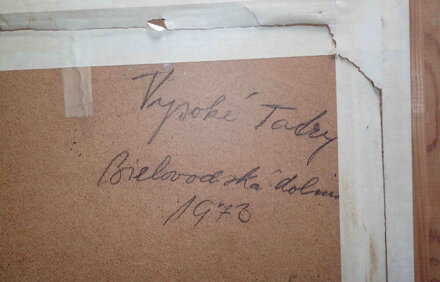 Vysoké Tatry
Bielovodská dolina
1973